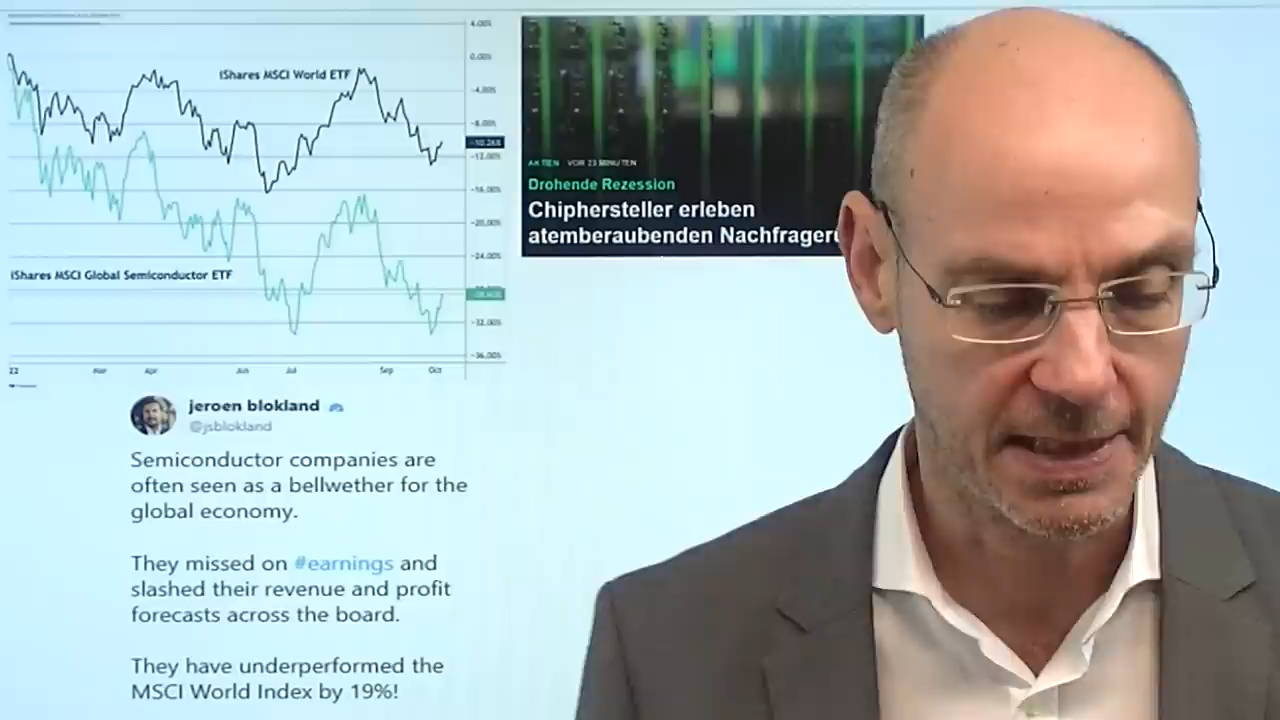 4.00%
0.00%
iShares MSCI World ETF
-4.00%
-8.00%
-12.00%
-16.00%
-20.00%
-24.00%
iShares MSCI Global Semiconductor ETF
-32.00%
-36.00%
22
Mar
Apr
Jun
Jul
Sep
Oct
AKTIEN VOR 23 MINUTEN
Drohende Rezession
Chiphersteller erleben
atemberaubenden
jeroen blokland
@jsblokland
Semiconductor companies are
often seen as a bellwether for the
global economy.
They missed on #earnings and
slashed their revenue and profit
forecasts across the board.
They have underperformed the
MSCI World Index by 19%!